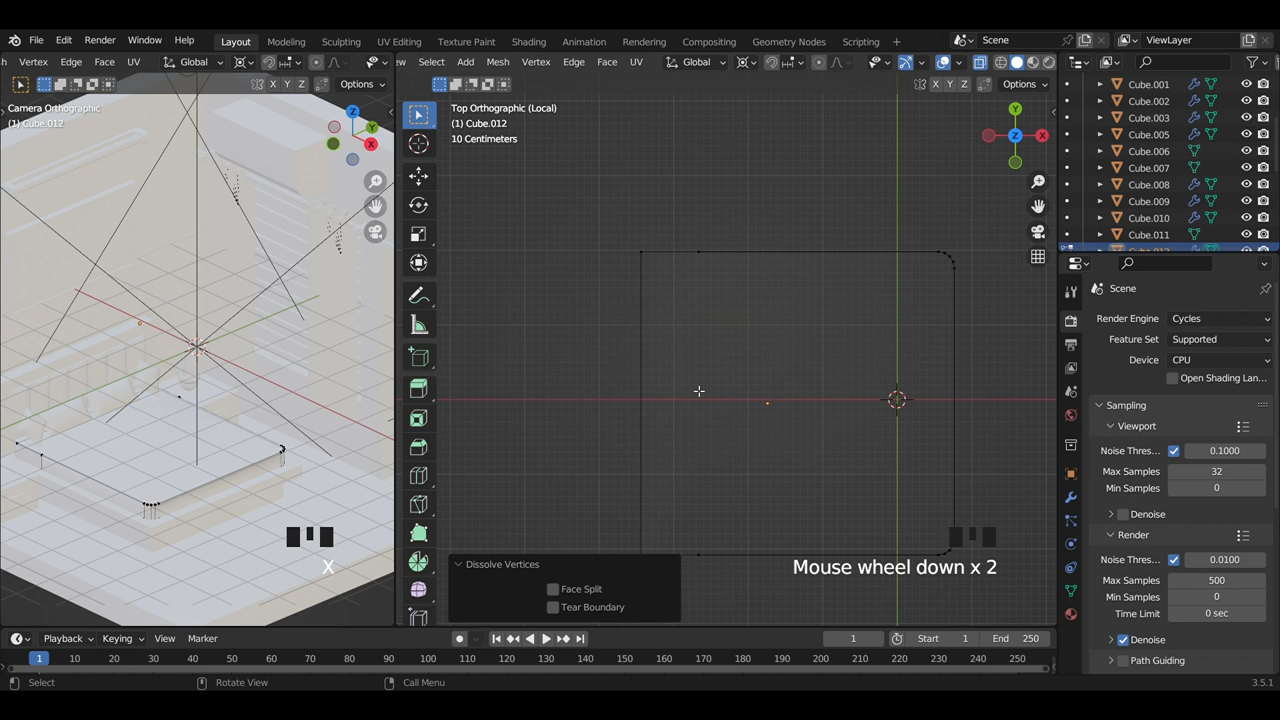 File Edit Render Window Help
Layout Modeling Sculpting UV Editing Texture Paint Shading Animation Rendering Compositing Geometry Nodes Scripting
Scene
ViewLayer
Vertex Edge Face UV Global
Select Add Mesh Vertex Edge Face UV Global
X Y Z Options
X Y Z Options
Camera Orthographic
(1) Cube.012
Z
Y
X
Top Orthographic (Local)
(1) Cube.012
10 Centimeters
Y
Z
X
Cube.001
Cube.002
Cube.003
Cube.005
Cube.006
Cube.007
Cube.008
Cube.009
Cube.010
Cube.011
Scene
Render Engine Cycles
Feature Set Supported
Device CPU
Open Shading Lan...
Sampling
Viewport
Noise Thres... 0.1000
Max Samples 32
Min Samples 0
Denoise
Render
Noise Thres... 0.0100
Max Samples 500
Min Samples 0
Time Limit 0 sec
Denoise
Path Guiding
X
Mouse wheel down x 2
Dissolve Vertices
Face Split
Tear Boundary
Playback Keying View Marker
1 Start 1 End 250
1 10 20 30 40 50 60 70 80 90 100 110 120 130 140 150 160 170 180 190 200 210 220 230 240 250
Select Rotate View Call Menu
3.5.1